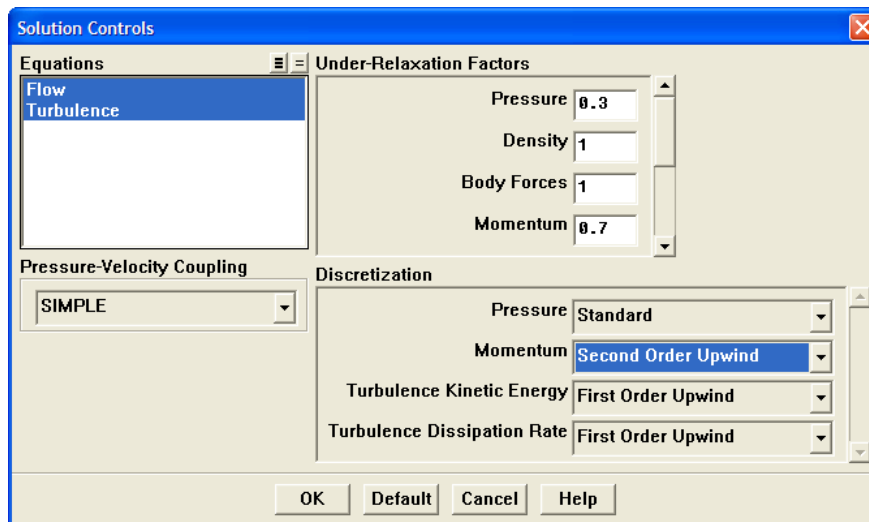 Solution Controls
Equations
Flow
Turbulence
Under-Relaxation Factors
Pressure 0.3
Density 1
Body Forces 1
Momentum 0.7
Pressure-Velocity Coupling
SIMPLE
Discretization
Pressure Standard
Momentum Second Order Upwind
Turbulence Kinetic Energy First Order Upwind
Turbulence Dissipation Rate First Order Upwind
OK Default Cancel Help